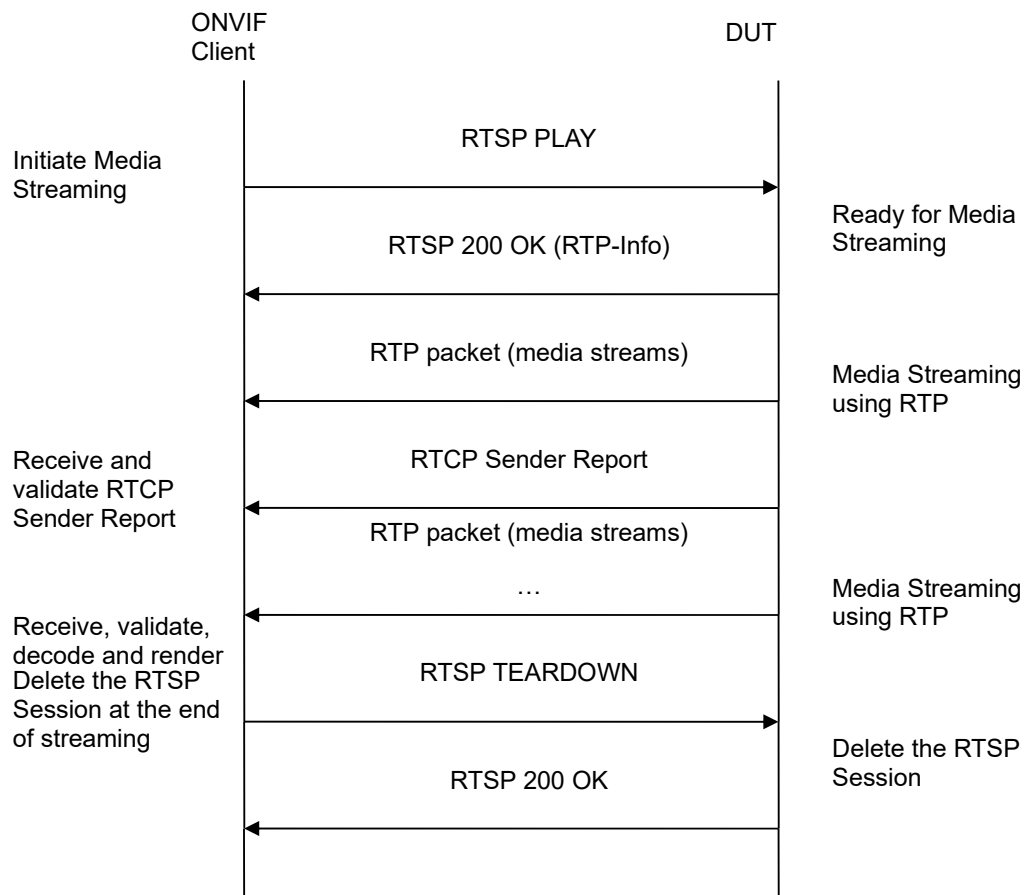 ONVIF
Client
DUT
RTSP PLAY
Initiate Media
Streaming
Ready for Media
Streaming
RTSP 200 OK (RTP-Info)
RTP packet (media streams)
Media Streaming
using RTP
RTCP Sender Report
Receive and
validate RTCP
Sender Report
RTP packet (media streams)
…
Media Streaming
using RTP
Receive, validate,
decode and render
RTSP TEARDOWN
Delete the RTSP
Session at the end
of streaming
Delete the RTSP
Session
RTSP 200 OK